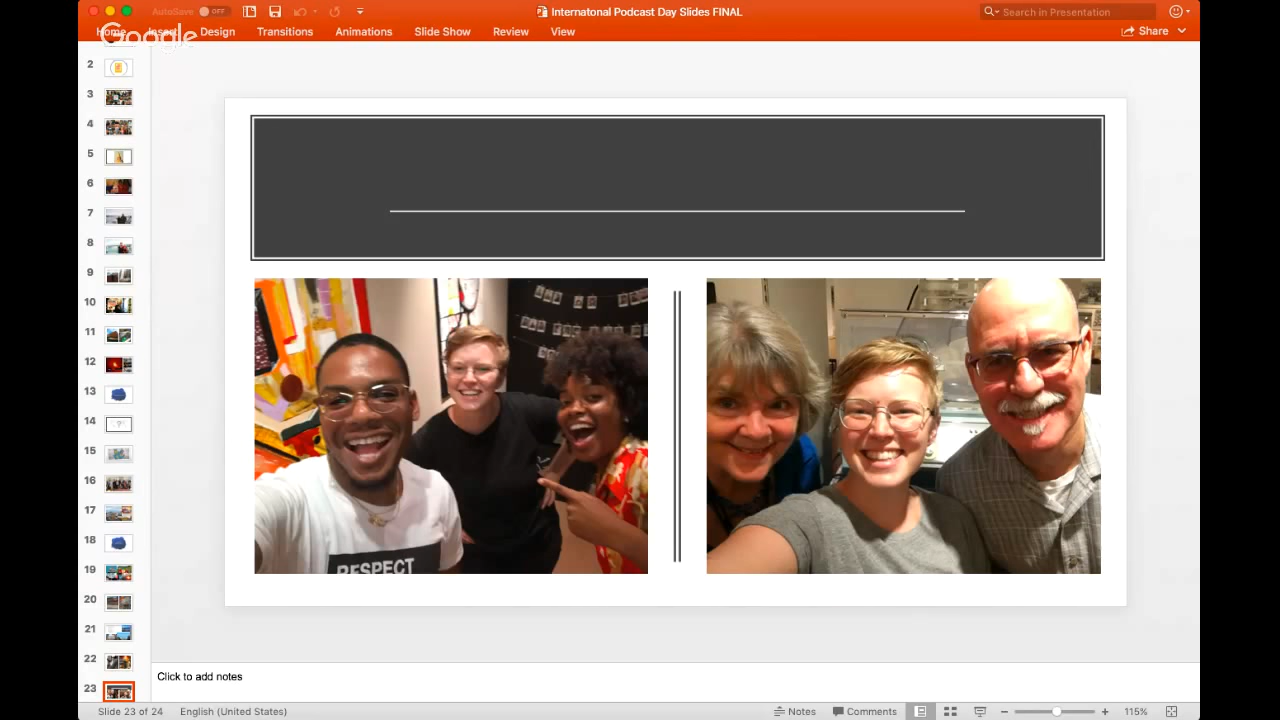 AutoSave OFF
Internatonal Podcast Day Slides FINAL
Search in Presentation
Home Insert Design Transitions Animations Slide Show Review View
Google
Share
2
3
4
5
6
7
8
9
10
11
12
13
14
15
16
17
18
19
20
21
22
23
RESPECT
Click to add notes
Slide 23 of 24 English (United States) Notes Comments 115%